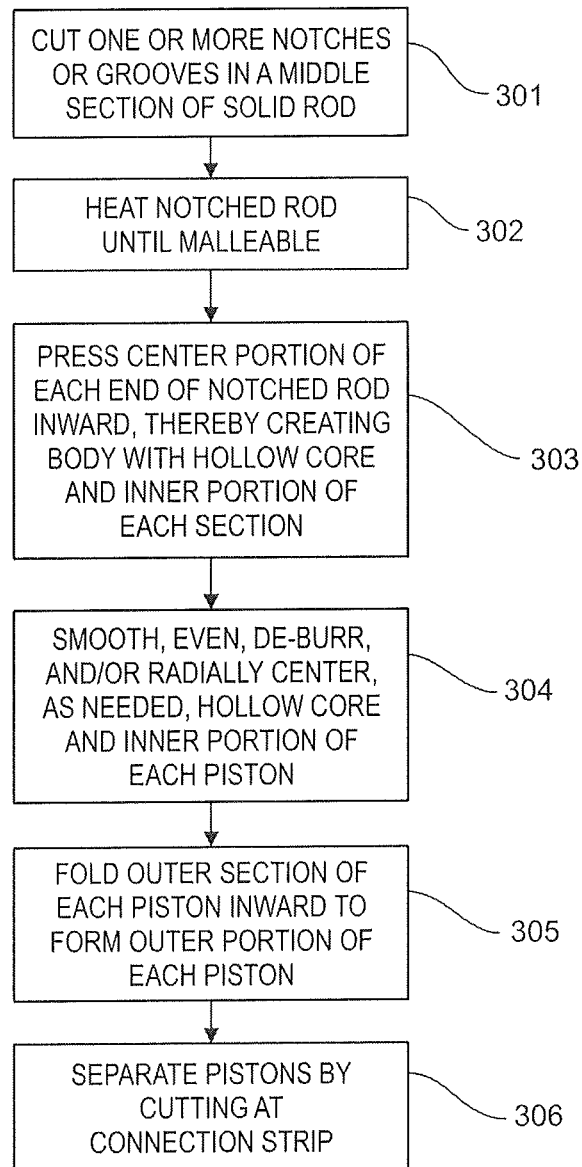 CUT ONE OR MORE NOTCHES
OR GROOVES IN A MIDDLE
SECTION OF SOLID ROD
301
HEAT NOTCHED ROD
UNTIL MALLEABLE
302
PRESS CENTER PORTION OF
EACH END OF NOTCHED ROD
INWARD, THEREBY CREATING
BODY WITH HOLLOW CORE
AND INNER PORTION OF
EACH SECTION
303
SMOOTH, EVEN, DE-BURR,
AND/OR RADIALLY CENTER,
AS NEEDED, HOLLOW CORE
AND INNER PORTION OF
EACH PISTON
304
FOLD OUTER SECTION OF
EACH PISTON INWARD TO
FORM OUTER PORTION OF
EACH PISTON
305
SEPARATE PISTONS BY
CUTTING AT
CONNECTION STRIP
306